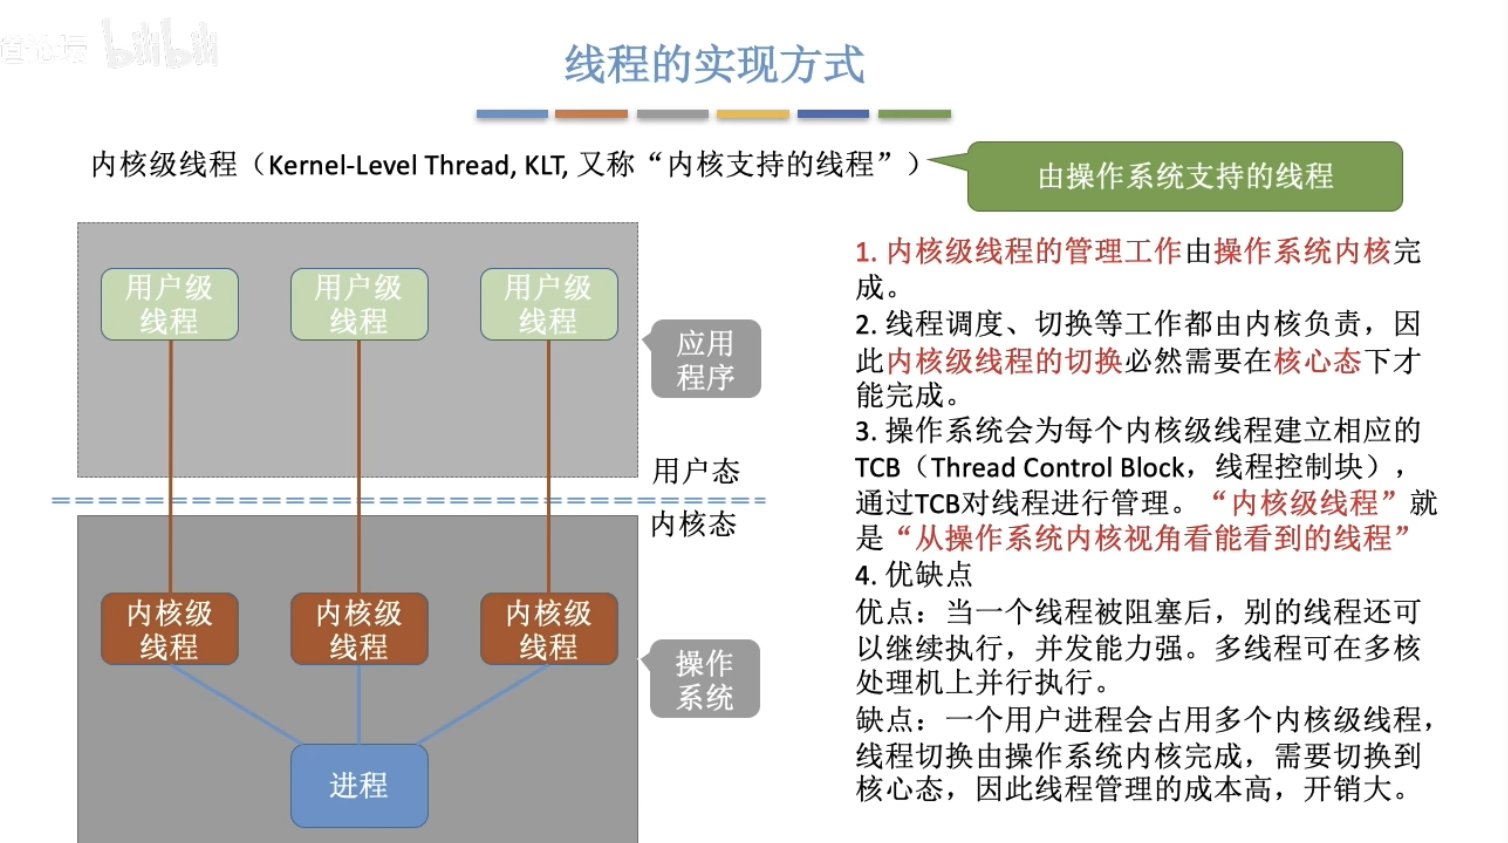 道论坛 bilibili
线程的实现方式
内核级线程（Kernel-Level Thread, KLT, 又称“内核支持的线程”）
由操作系统支持的线程
用户级
线程
用户级
线程
用户级
线程
应用
程序
用户态
内核态
内核级
线程
内核级
线程
内核级
线程
操作
系统
进程
1. 内核级线程的管理工作由操作系统内核完
成。
2. 线程调度、切换等工作都由内核负责，因
此内核级线程的切换必然需要在核心态下才
能完成。
3. 操作系统会为每个内核级线程建立相应的
TCB（Thread Control Block，线程控制块），
通过TCB对线程进行管理。“内核级线程”就
是“从操作系统内核视角看能看到的线程”
4. 优缺点
优点：当一个线程被阻塞后，别的线程还可
以继续执行，并发能力强。多线程可在多核
处理机上并行执行。
缺点：一个用户进程会占用多个内核级线程，
线程切换由操作系统内核完成，需要切换到
核心态，因此线程管理的成本高，开销大。